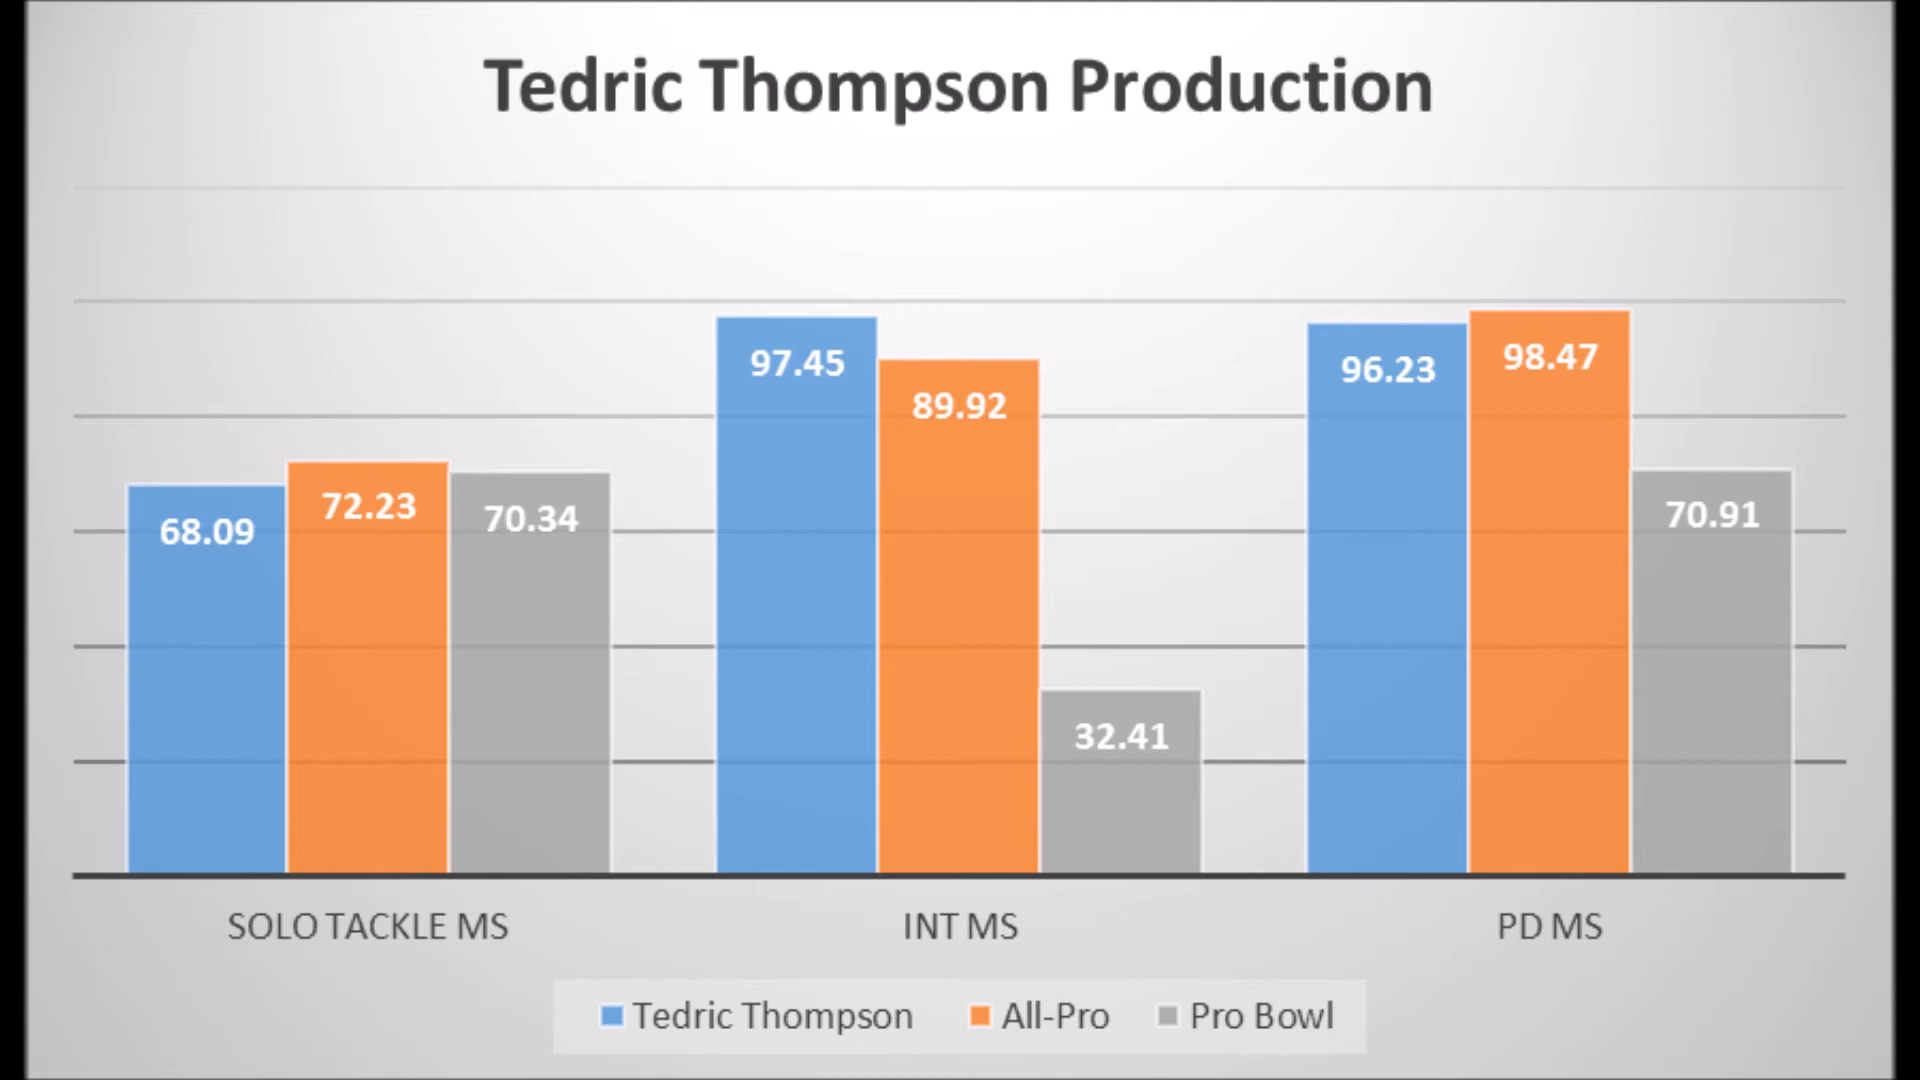 Tedric Thompson Production
68.09
72.23
70.34
97.45
89.92
32.41
96.23
98.47
70.91
SOLO TACKLE MS
INT MS
PD MS
Tedric Thompson
All-Pro
Pro Bowl